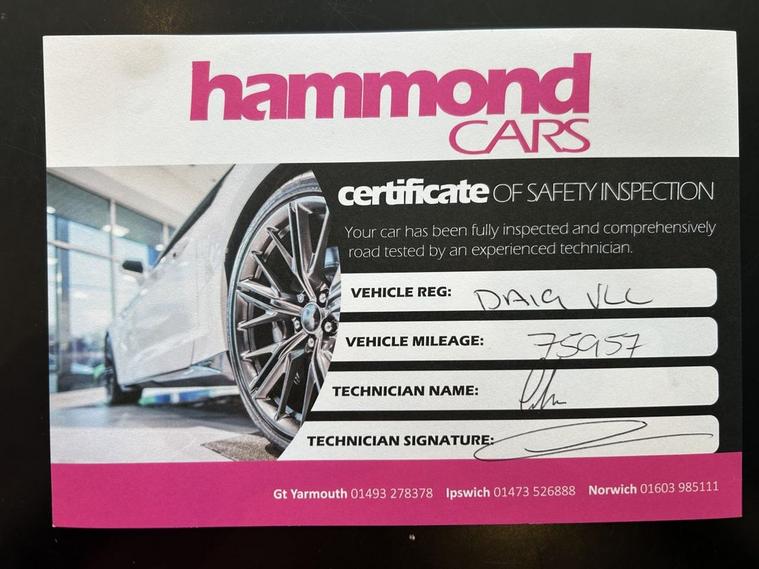 hammond
CARS
certificate OF SAFETY INSPECTION
Your car has been fully inspected and comprehensively
road tested by an experienced technician.
VEHICLE REG: DA19 VLL
VEHICLE MILEAGE: 75957
TECHNICIAN NAME:
TECHNICIAN SIGNATURE:
Gt Yarmouth 01493 278378 Ipswich 01473 526888 Norwich 01603 985111